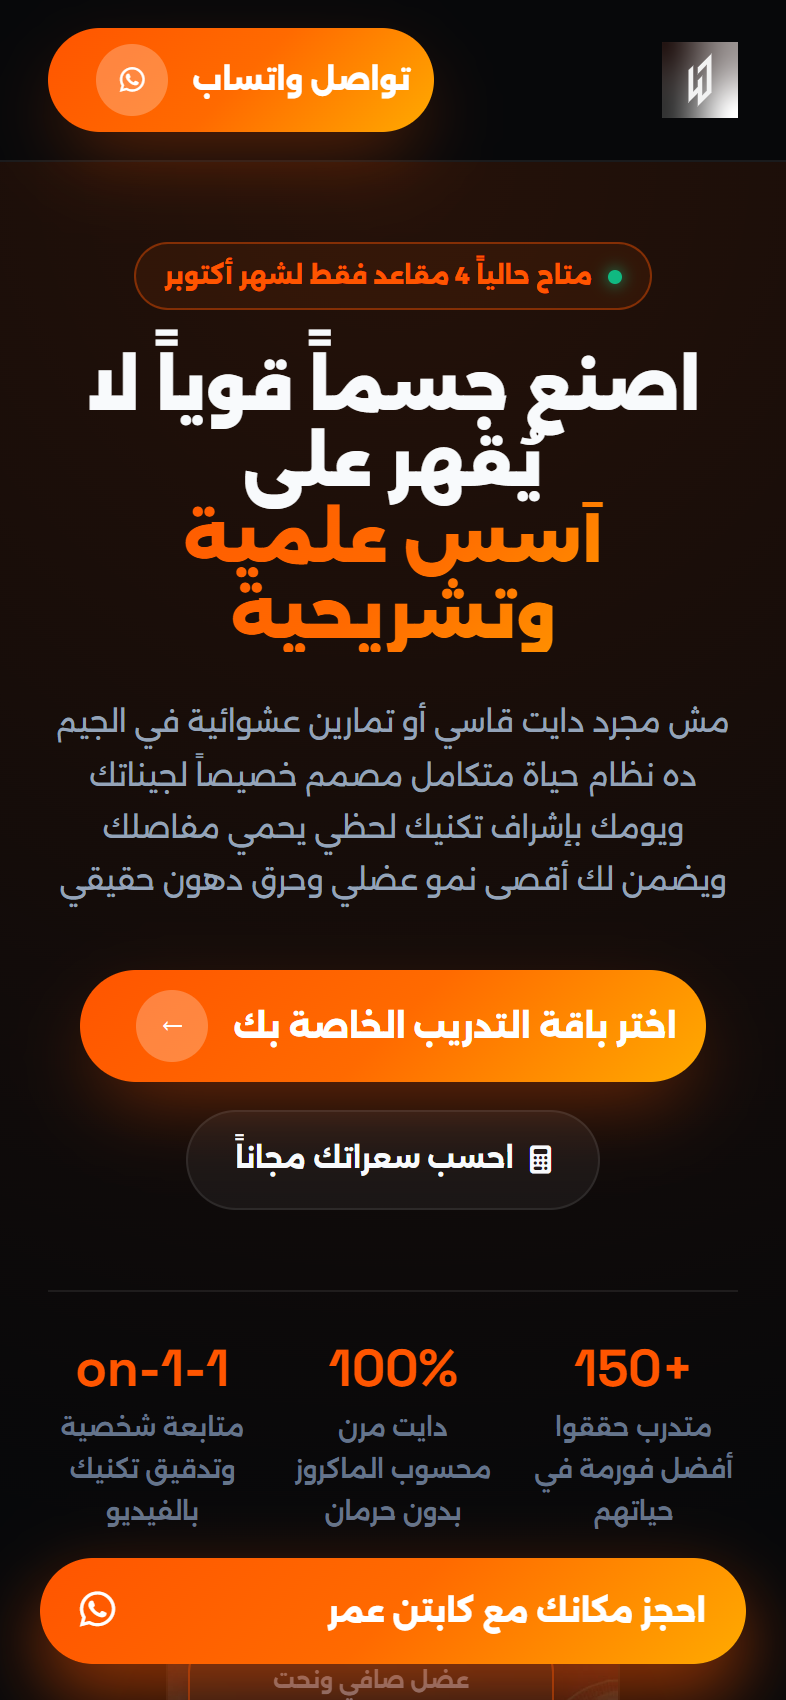 تواصل واتساب
متاح حالياً 4 مقاعد فقط لشهر أكتوبر
اصنع جسماً قوياً لا
يُقهر على
أسس علمية
وتشريحية
مش مجرد دايت قاسي أو تمارين عشوائية في الجيم
ده نظام حياة متكامل مصمم خصيصاً لجيناتك
ويومك بإشراف تكنيك لحظي يحمي مفاصلك
ويضمن لك أقصى نمو عضلي وحرق دهون حقيقي
اختر باقة التدريب الخاصة بك ←
احسب سعراتك مجاناً
150+
متدرب حققوا
أفضل فورمة في
حياتهم
100%
دايت مرن
محسوب الماكروز
بدون حرمان
on-1-1
متابعة شخصية
وتدقيق تكنيك
بالفيديو
احجز مكانك مع كابتن عمر
عضل صافي ونحت